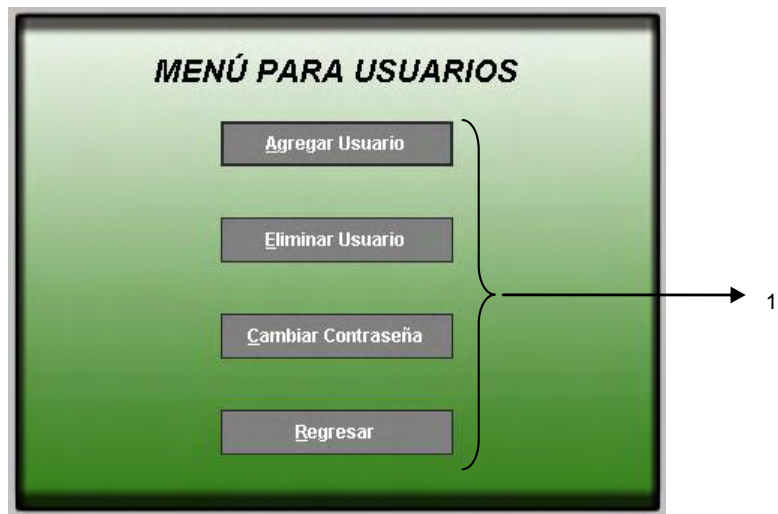 MENÚ PARA USUARIOS
Agregar Usuario
Eliminar Usuario
1
Cambiar Contraseña
Regresar